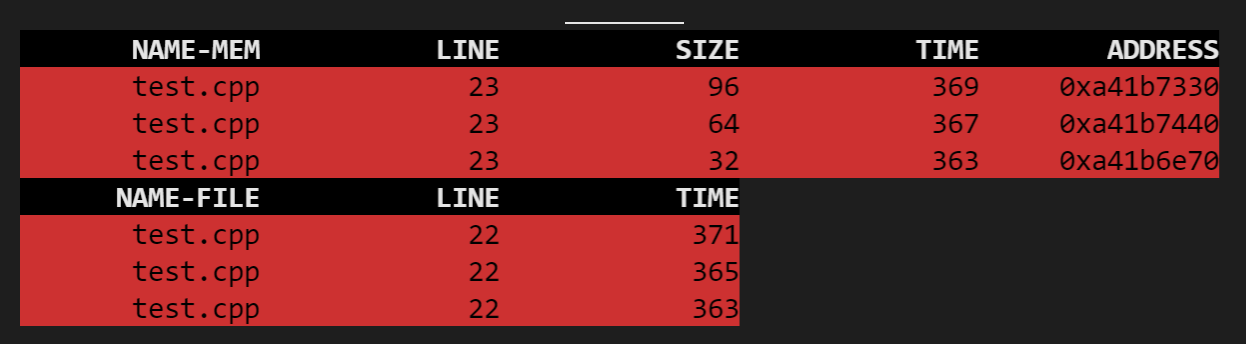 NAME-MEM LINE SIZE TIME ADDRESS
test.cpp 23 96 369 0xa41b7330
test.cpp 23 64 367 0xa41b7440
test.cpp 23 32 363 0xa41b6e70
NAME-FILE LINE TIME
test.cpp 22 371
test.cpp 22 365
test.cpp 22 363